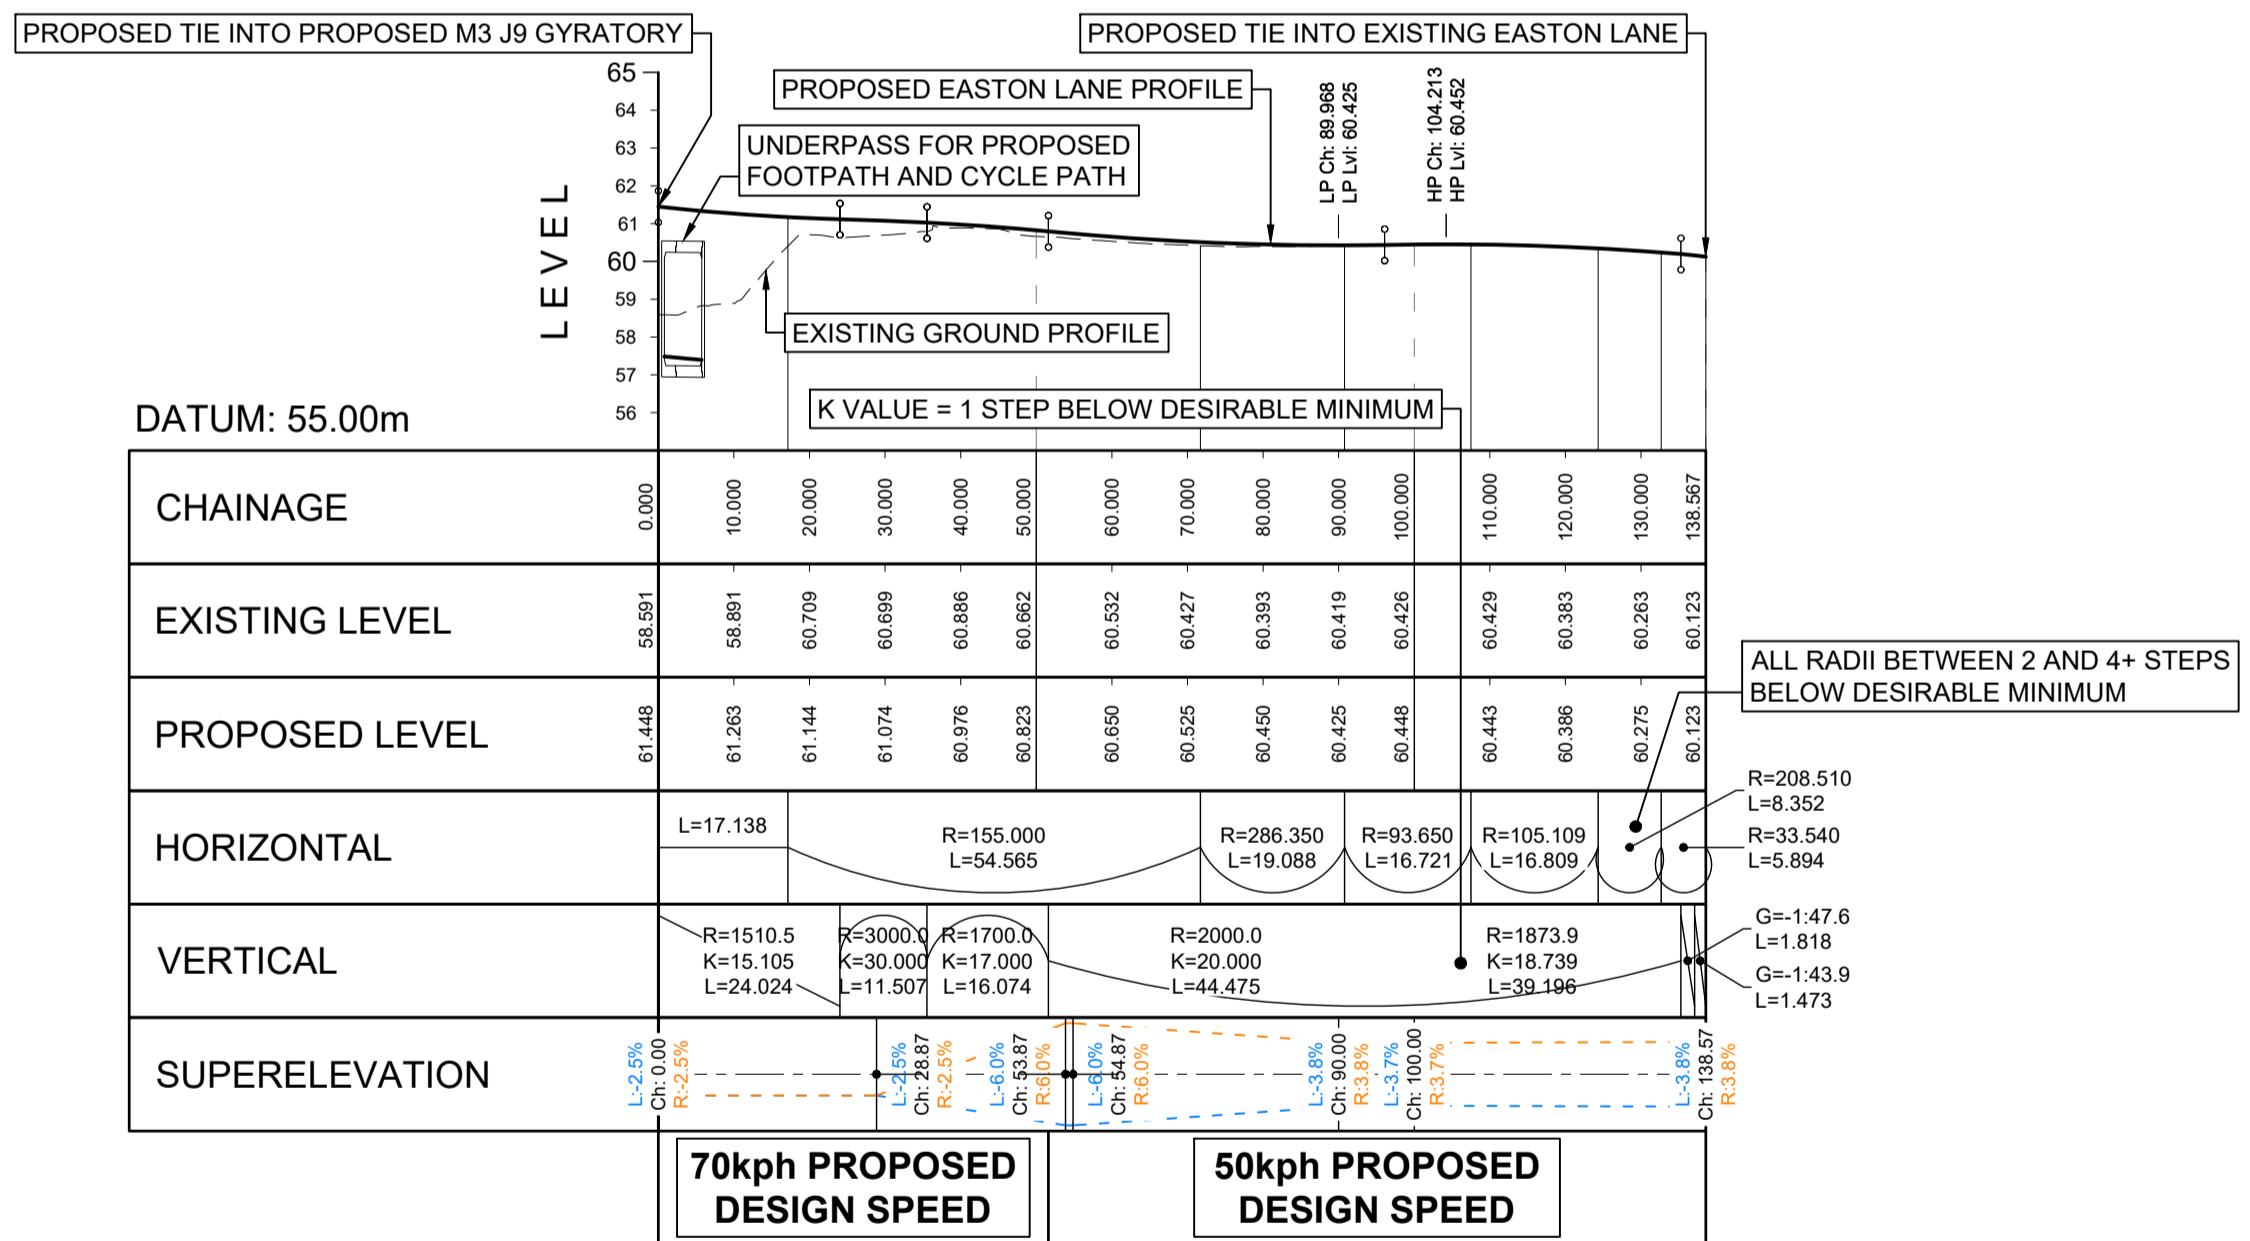 PROPOSED TIE INTO PROPOSED M3 J9 GYRATORY
PROPOSED TIE INTO EXISTING EASTON LANE
PROPOSED EASTON LANE PROFILE
UNDERPASS FOR PROPOSED
FOOTPATH AND CYCLE PATH
LP Ch: 89.968
LP Lvl: 60.425
HP Ch: 104.213
HP Lvl: 60.452
LEVEL
65
64
63
62
61
60
59
58
57
56
EXISTING GROUND PROFILE
K VALUE = 1 STEP BELOW DESIRABLE MINIMUM
DATUM: 55.00m
CHAINAGE
0.000 10.000 20.000 30.000 40.000 50.000 60.000 70.000 80.000 90.000 100.000 110.000 120.000 130.000 138.567
EXISTING LEVEL
58.591 58.891 60.709 60.699 60.886 60.662 60.532 60.427 60.393 60.419 60.426 60.429 60.383 60.263 60.123
PROPOSED LEVEL
61.448 61.263 61.144 61.074 60.976 60.823 60.650 60.525 60.450 60.425 60.448 60.443 60.386 60.275 60.123
ALL RADII BETWEEN 2 AND 4+ STEPS
BELOW DESIRABLE MINIMUM
HORIZONTAL
L=17.138
R=155.000
L=54.565
R=286.350
L=19.088
R=93.650
L=16.721
R=105.109
L=16.809
R=208.510
L=8.352
R=33.540
L=5.894
VERTICAL
R=1510.5
K=15.105
L=24.024
R=3000.0
K=30.000
L=11.507
R=1700.0
K=17.000
L=16.074
R=2000.0
K=20.000
L=44.475
R=1873.9
K=18.739
L=39.196
G=-1:47.6
L=1.818
G=-1:43.9
L=1.473
SUPERELEVATION
L:-2.5%
Ch: 0.00
R:-2.5%
L:-2.5%
Ch: 28.87
R:-2.5%
L:-6.0%
Ch: 53.87
R:6.0%
L:-6.0%
Ch: 54.87
R:6.0%
L:-3.8%
Ch: 90.00
R:3.8%
L:-3.7%
Ch: 100.00
R:3.7%
L:-3.8%
Ch: 138.57
R:3.8%
70kph PROPOSED
DESIGN SPEED
50kph PROPOSED
DESIGN SPEED